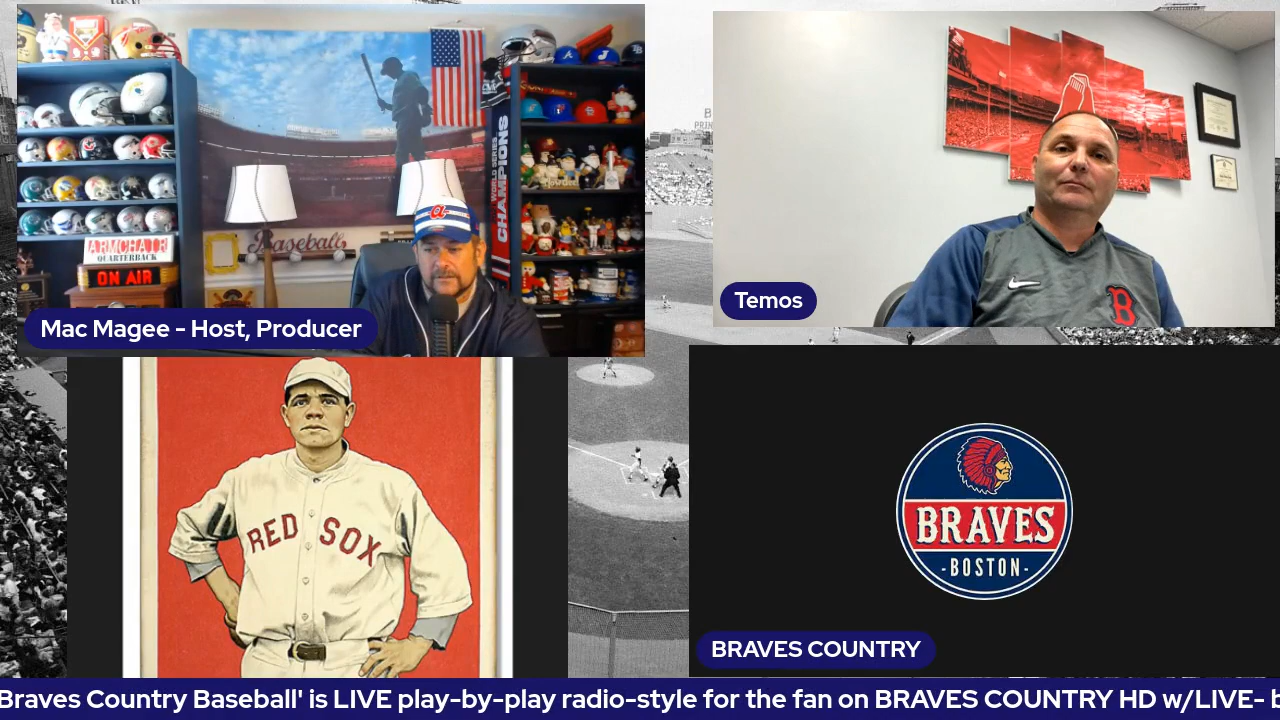 WORLD SERIES
CHAMPIONS
Baseball
ARMCHAIR
QUARTERBACK
ON AIR
Mac Magee - Host, Producer
B
Temos
RED SOX
BRAVES
-BOSTON-
BRAVES COUNTRY
Braves Country Baseball' is LIVE play-by-play radio-style for the fan on BRAVES COUNTRY HD w/LIVE- b